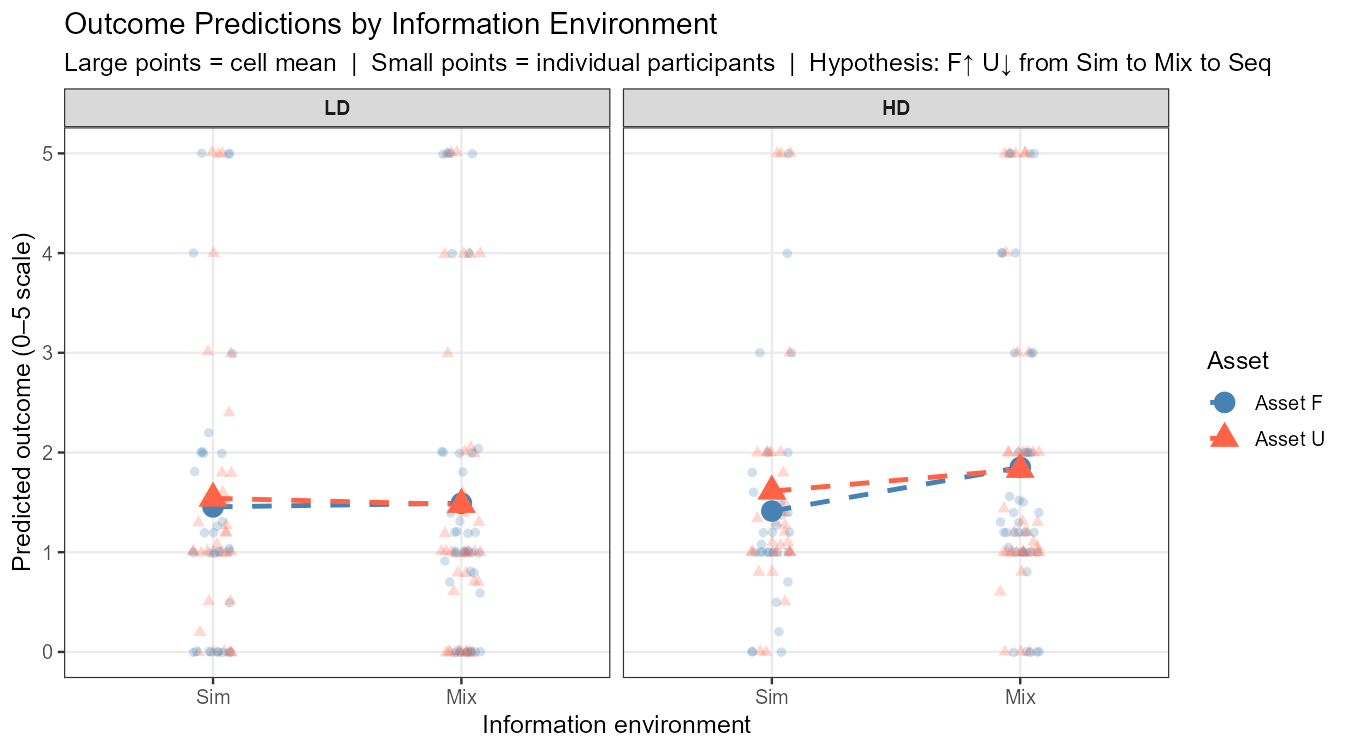 Outcome Predictions by Information Environment
Large points = cell mean | Small points = individual participants | Hypothesis: F↑ U↓ from Sim to Mix to Seq
LD
HD
Predicted outcome (0–5 scale)
5
4
3
2
1
0
Sim
Mix
Sim
Mix
Information environment
Asset
Asset F
Asset U